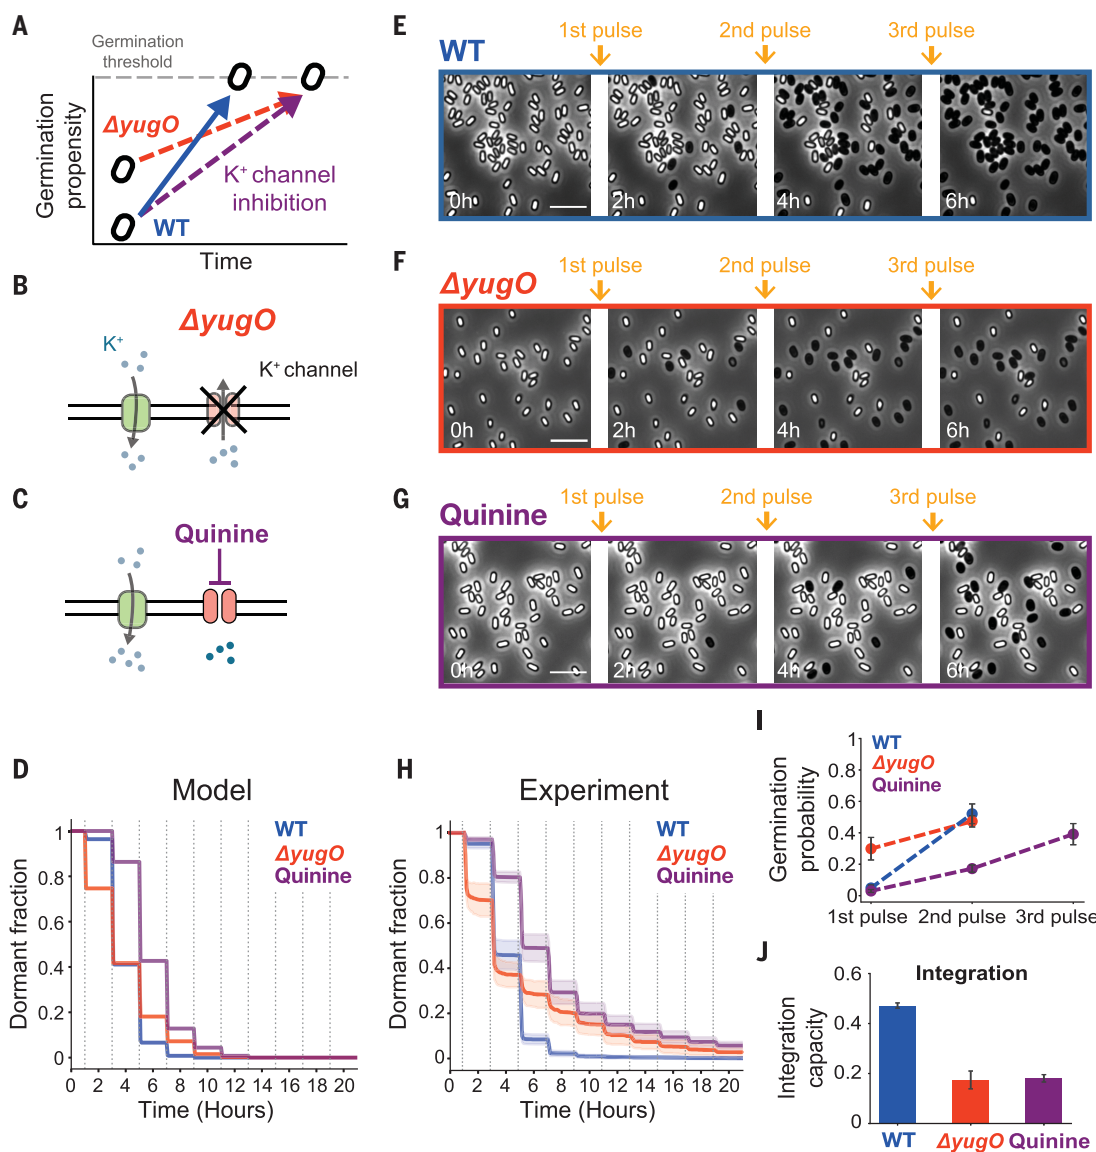 A
Germination
threshold
Germination
propensity
ΔyugO
K⁺ channel
inhibition
WT
Time
B
ΔyugO
K⁺
K⁺ channel
C
Quinine
D
Model
WT
ΔyugO
Quinine
Dormant fraction
1
0.8
0.6
0.4
0.2
0
0 2 4 6 8 10 12 14 16 18 20
Time (Hours)
E
WT
1st pulse
2nd pulse
3rd pulse
0h
2h
4h
6h
F
ΔyugO
1st pulse
2nd pulse
3rd pulse
0h
2h
4h
6h
G
Quinine
1st pulse
2nd pulse
3rd pulse
0h
2h
4h
6h
H
Experiment
WT
ΔyugO
Quinine
Dormant fraction
1
0.8
0.6
0.4
0.2
0
0 2 4 6 8 10 12 14 16 18 20
Time (Hours)
I
WT
ΔyugO
Quinine
Germination
probability
1
0.8
0.6
0.4
0.2
0
1st pulse 2nd pulse 3rd pulse
J
Integration
Integration
capacity
0.6
0.4
0.2
0
WT ΔyugO Quinine